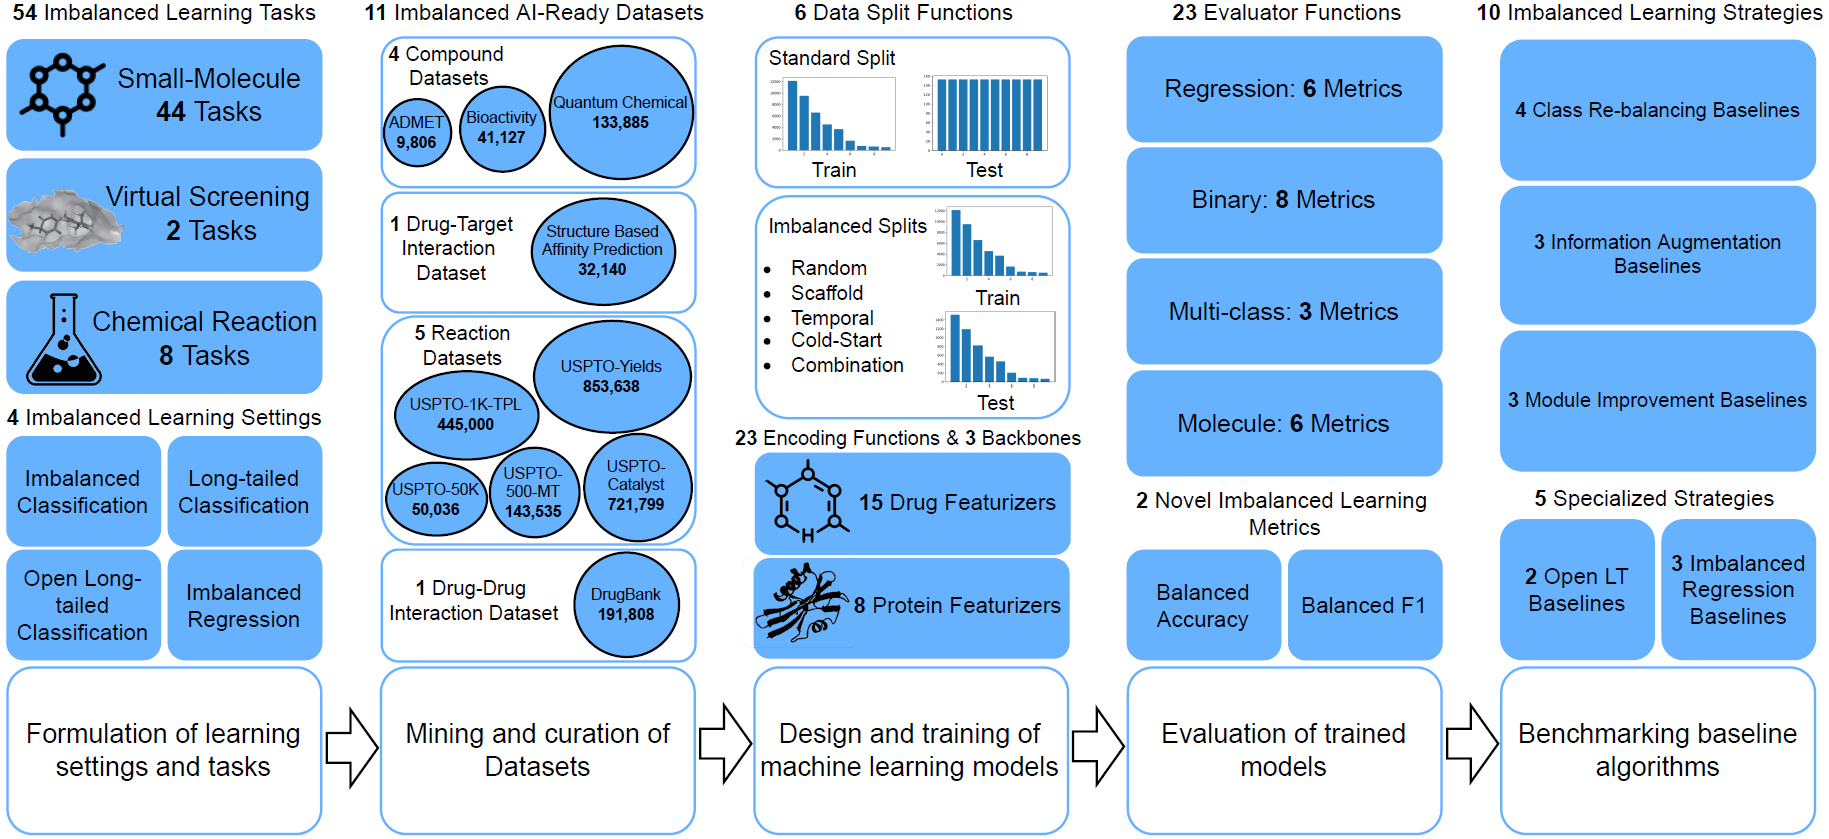 54 Imbalanced Learning Tasks
Small-Molecule
44 Tasks
Virtual Screening
2 Tasks
Chemical Reaction
8 Tasks
4 Imbalanced Learning Settings
Imbalanced
Classification
Long-tailed
Classification
Open Long-
tailed
Classification
Imbalanced
Regression
Formulation of learning
settings and tasks
11 Imbalanced AI-Ready Datasets
4 Compound
Datasets
ADMET
9,806
Bioactivity
41,127
Quantum Chemical
133,885
1 Drug-Target
Interaction
Dataset
Structure Based
Affinity Prediction
32,140
5 Reaction
Datasets
USPTO-Yields
853,638
USPTO-1K-TPL
445,000
USPTO-50K
50,036
USPTO-
500-MT
143,535
USPTO-
Catalyst
721,799
1 Drug-Drug
Interaction Dataset
DrugBank
191,808
Mining and curation of
Datasets
6 Data Split Functions
Standard Split
Train
Test
Imbalanced Splits
• Random
• Scaffold
• Temporal
• Cold-Start
• Combination
Train
Test
23 Encoding Functions & 3 Backbones
H
15 Drug Featurizers
8 Protein Featurizers
Design and training of
machine learning models
23 Evaluator Functions
Regression: 6 Metrics
Binary: 8 Metrics
Multi-class: 3 Metrics
Molecule: 6 Metrics
2 Novel Imbalanced Learning
Metrics
Balanced
Accuracy
Balanced F1
Evaluation of trained
models
10 Imbalanced Learning Strategies
4 Class Re-balancing Baselines
3 Information Augmentation
Baselines
3 Module Improvement Baselines
5 Specialized Strategies
2 Open LT
Baselines
3 Imbalanced
Regression
Baselines
Benchmarking baseline
algorithms